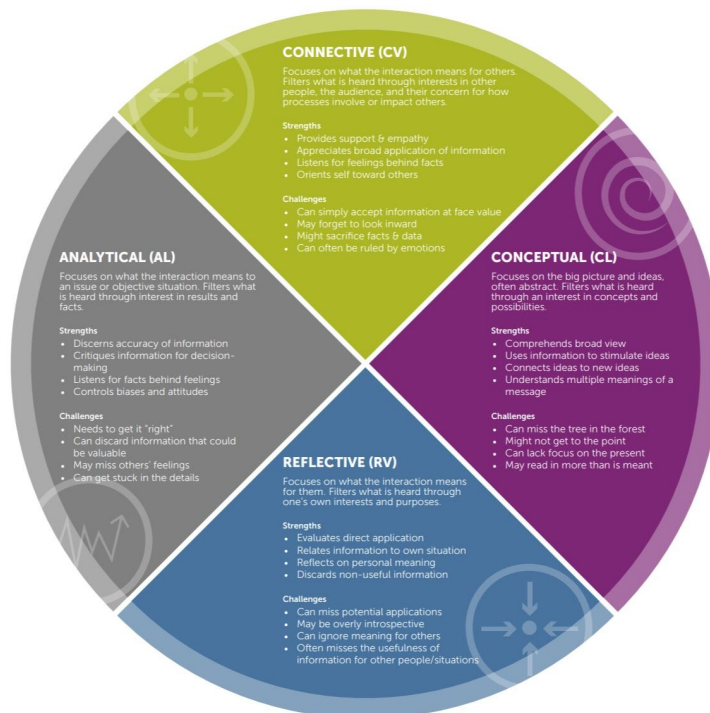 CONNECTIVE (CV)
Focuses on what the interaction means for others.
Filters what is heard through interests in other
people, the audience, and their concern for how
processes involve or impact others.
Strengths
• Provides support & empathy
• Appreciates broad application of information
• Listens for feelings behind facts
• Orients self toward others
Challenges
• Can simply accept information at face value
• May forget to look inward
• Might sacrifice facts & data
• Can often be ruled by emotions
ANALYTICAL (AL)
Focuses on what the interaction means to
an issue or objective situation. Filters what
is heard through interest in results and
facts.
Strengths
• Discerns accuracy of information
• Critiques information for decision-
making
• Listens for facts behind feelings
• Controls biases and attitudes
Challenges
• Needs to get it "right"
• Can discard information that could
be valuable
• May miss others' feelings
• Can get stuck in the details
CONCEPTUAL (CL)
Focuses on the big picture and ideas,
often abstract. Filters what is heard
through an interest in concepts and
possibilities.
Strengths
• Comprehends broad view
• Uses information to stimulate ideas
• Connects ideas to new ideas
• Understands multiple meanings of a
message
Challenges
• Can miss the tree in the forest
• Might not get to the point
• Can lack focus on the present
• May read in more than is meant
REFLECTIVE (RV)
Focuses on what the interaction means
for them. Filters what is heard through
one's own interests and purposes.
Strengths
• Evaluates direct application
• Relates information to own situation
• Reflects on personal meaning
• Discards non-useful information
Challenges
• Can miss potential applications
• May be overly introspective
• Can ignore meaning for others
• Often misses the usefulness of
information for other people/situations